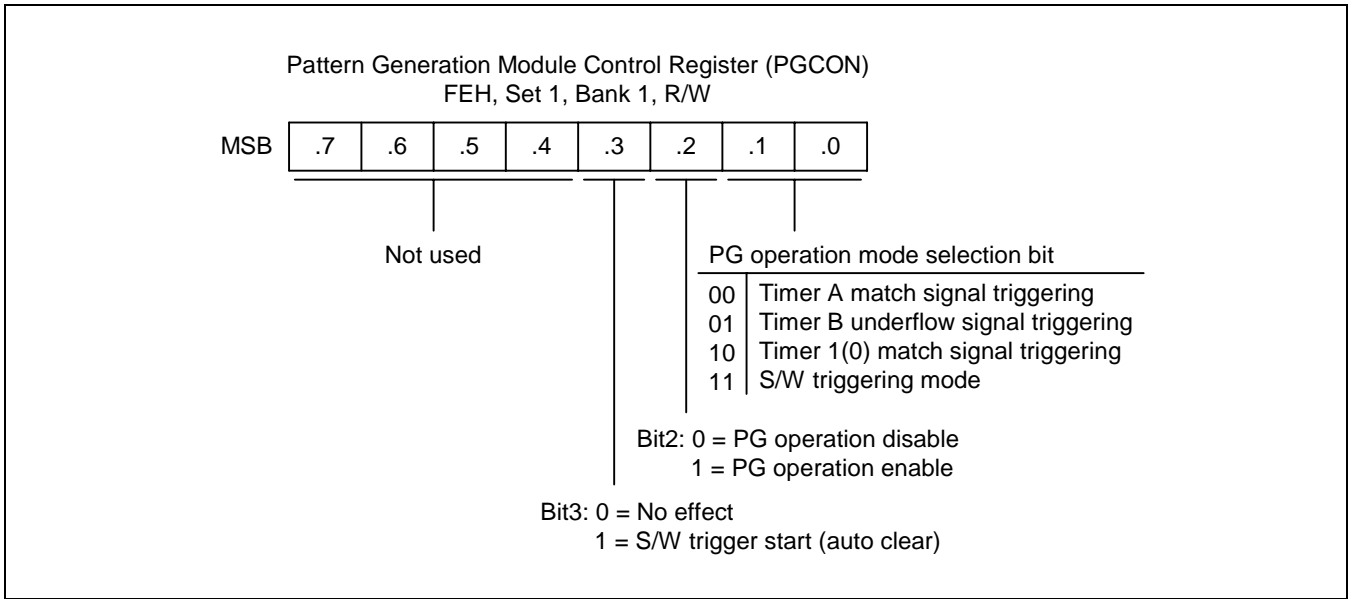 Pattern Generation Module Control Register (PGCON)
FEH, Set 1, Bank 1, R/W
MSB .7 .6 .5 .4 .3 .2 .1 .0
Not used
PG operation mode selection bit
00 Timer A match signal triggering
01 Timer B underflow signal triggering
10 Timer 1(0) match signal triggering
11 S/W triggering mode
Bit2: 0 = PG operation disable
1 = PG operation enable
Bit3: 0 = No effect
1 = S/W trigger start (auto clear)